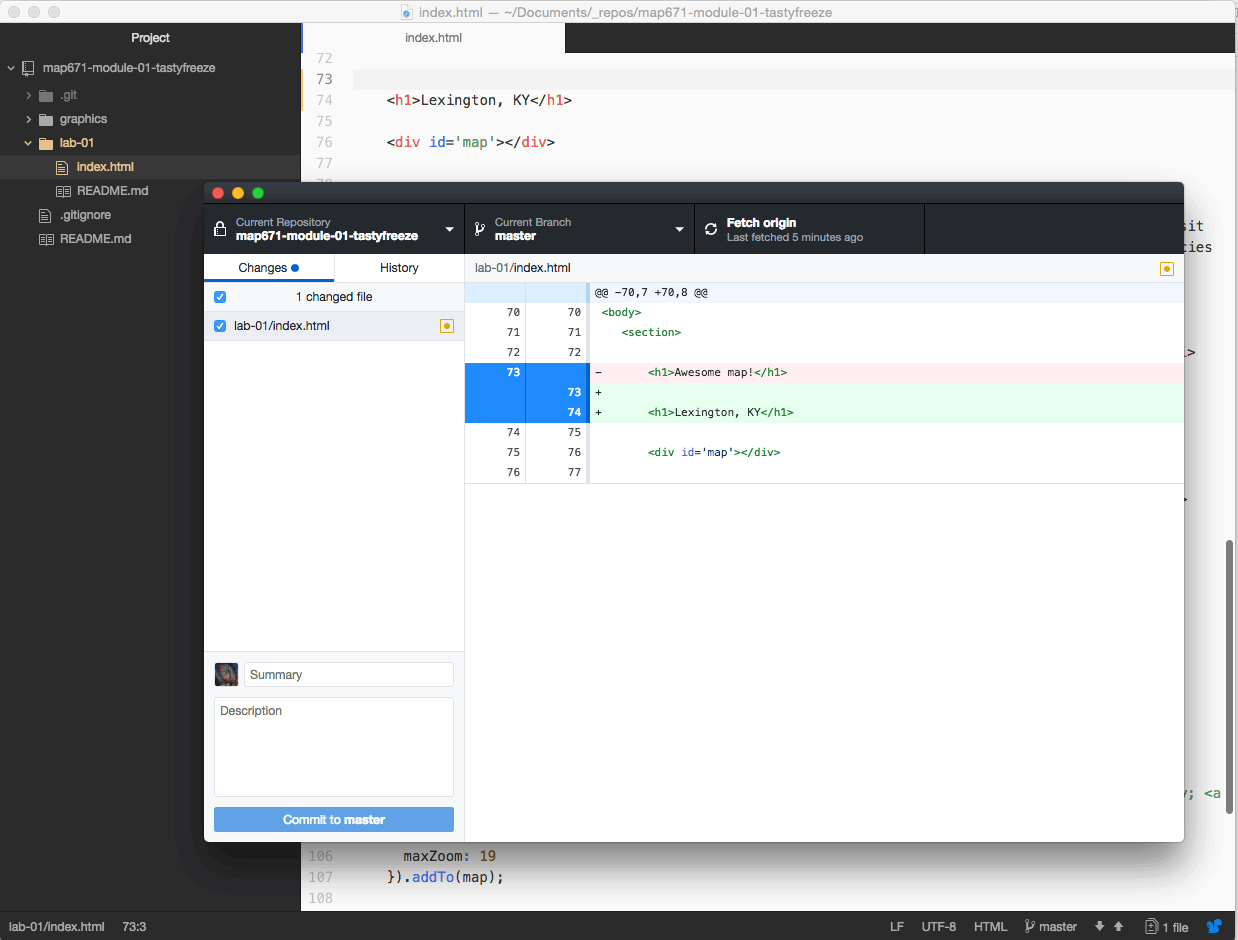 index.html — ~/Documents/_repos/map671-module-01-tastyfreeze
Project
map671-module-01-tastyfreeze
.git
graphics
lab-01
index.html
README.md
.gitignore
README.md
index.html
72
73
74 <h1>Lexington, KY</h1>
75
76 <div id='map'></div>
77
sit
cies
Current Repository
map671-module-01-tastyfreeze
Current Branch
master
Fetch origin
Last fetched 5 minutes ago
Changes
History
1 changed file
lab-01/index.html
lab-01/index.html
@@ -70,7 +70,8 @@
70 70 <body>
71 71 <section>
72 72
73 - <h1>Awesome map!</h1>
73 +
74 + <h1>Lexington, KY</h1>
74 75
75 76 <div id='map'></div>
76 77
Summary
Description
Commit to master
y; <a
106 maxZoom: 19
107 }).addTo(map);
108
lab-01/index.html 73:3 LF UTF-8 HTML master 1 file